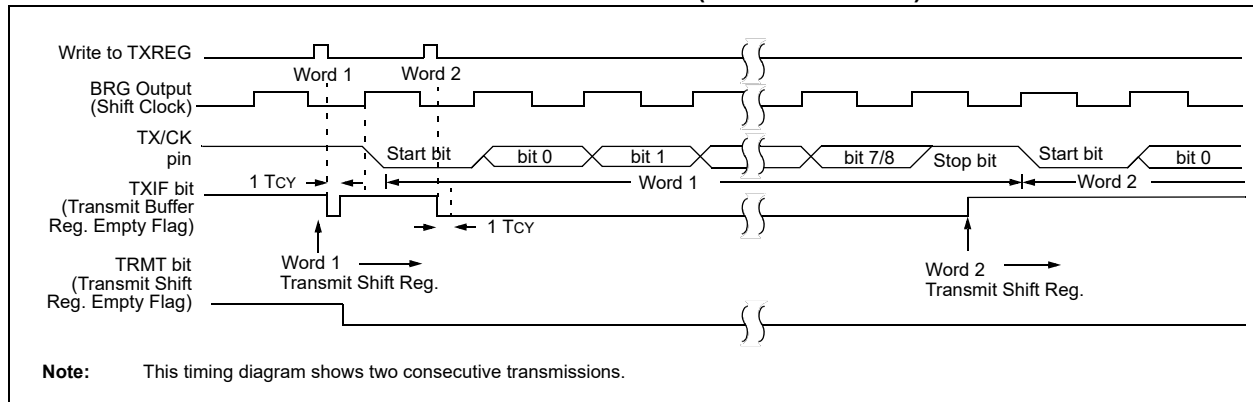 Write to TXREG
Word 1
Word 2
BRG Output
(Shift Clock)
TX/CK
pin
Start bit
bit 0
bit 1
bit 7/8
Stop bit
Start bit
bit 0
1 TCY
Word 1
Word 2
TXIF bit
(Transmit Buffer
Reg. Empty Flag)
1 TCY
Word 1
Transmit Shift Reg.
Word 2
Transmit Shift Reg.
TRMT bit
(Transmit Shift
Reg. Empty Flag)
Note: This timing diagram shows two consecutive transmissions.